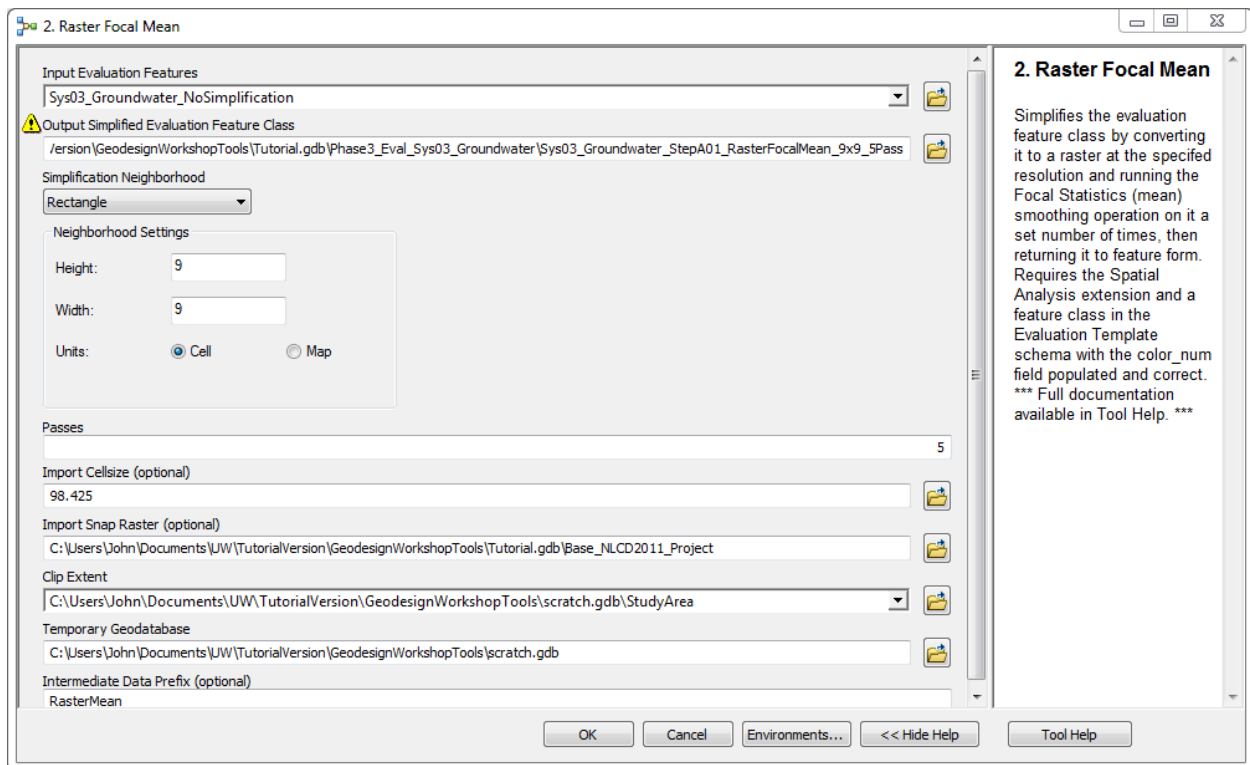 2. Raster Focal Mean
Input Evaluation Features
Sys03_Groundwater_NoSimplification
Output Simplified Evaluation Feature Class
/ersion\GeodesignWorkshopTools\Tutorial.gdb\Phase3_Eval_Sys03_Groundwater\Sys03_Groundwater_StepA01_RasterFocalMean_9x9_5Pass
Simplification Neighborhood
Rectangle
Neighborhood Settings
Height: 9
Width: 9
Units: Cell Map
Passes
5
Import Cellsize (optional)
98.425
Import Snap Raster (optional)
C:\Users\John\Documents\UW\TutorialVersion\GeodesignWorkshopTools\Tutorial.gdb\Base_NLCD2011_Project
Clip Extent
C:\Users\John\Documents\UW\TutorialVersion\GeodesignWorkshopTools\scratch.gdb\StudyArea
Temporary Geodatabase
C:\Users\John\Documents\UW\TutorialVersion\GeodesignWorkshopTools\scratch.gdb
Intermediate Data Prefix (optional)
RasterMean
2. Raster Focal Mean
Simplifies the evaluation
feature class by converting
it to a raster at the specifed
resolution and running the
Focal Statistics (mean)
smoothing operation on it a
set number of times, then
returning it to feature form.
Requires the Spatial
Analysis extension and a
feature class in the
Evaluation Template
schema with the color_num
field populated and correct.
*** Full documentation
available in Tool Help. ***
OK Cancel Environments... << Hide Help Tool Help